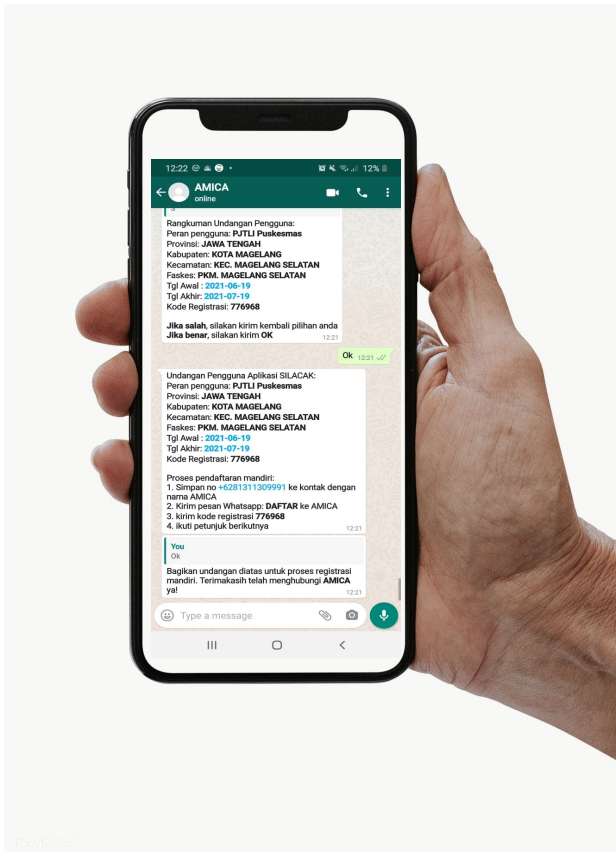 12:22
12%
AMICA
online
Rangkuman Undangan Pengguna:
Peran pengguna: PJTLI Puskesmas
Provinsi: JAWA TENGAH
Kabupaten: KOTA MAGELANG
Kecamatan: KEC. MAGELANG SELATAN
Faskes: PKM. MAGELANG SELATAN
Tgl Awal : 2021-06-19
Tgl Akhir: 2021-07-19
Kode Registrasi: 776968
Jika salah, silakan kirim kembali pilihan anda
Jika benar, silakan kirim OK
12:21
Ok 12:21
Undangan Pengguna Aplikasi SILACAK:
Peran pengguna: PJTLI Puskesmas
Provinsi: JAWA TENGAH
Kabupaten: KOTA MAGELANG
Kecamatan: KEC. MAGELANG SELATAN
Faskes: PKM. MAGELANG SELATAN
Tgl Awal : 2021-06-19
Tgl Akhir: 2021-07-19
Kode Registrasi: 776968
Proses pendaftaran mandiri:
1. Simpan no +6281311309991 ke kontak dengan
nama AMICA
2. Kirim pesan Whatsapp: DAFTAR ke AMICA
3. kirim kode registrasi 776968
4. ikuti petunjuk berikutnya
12:21
You
Ok
Bagikan undangan diatas untuk proses registrasi
mandiri. Terimakasih telah menghubungi AMICA
ya!
12:21
Type a message